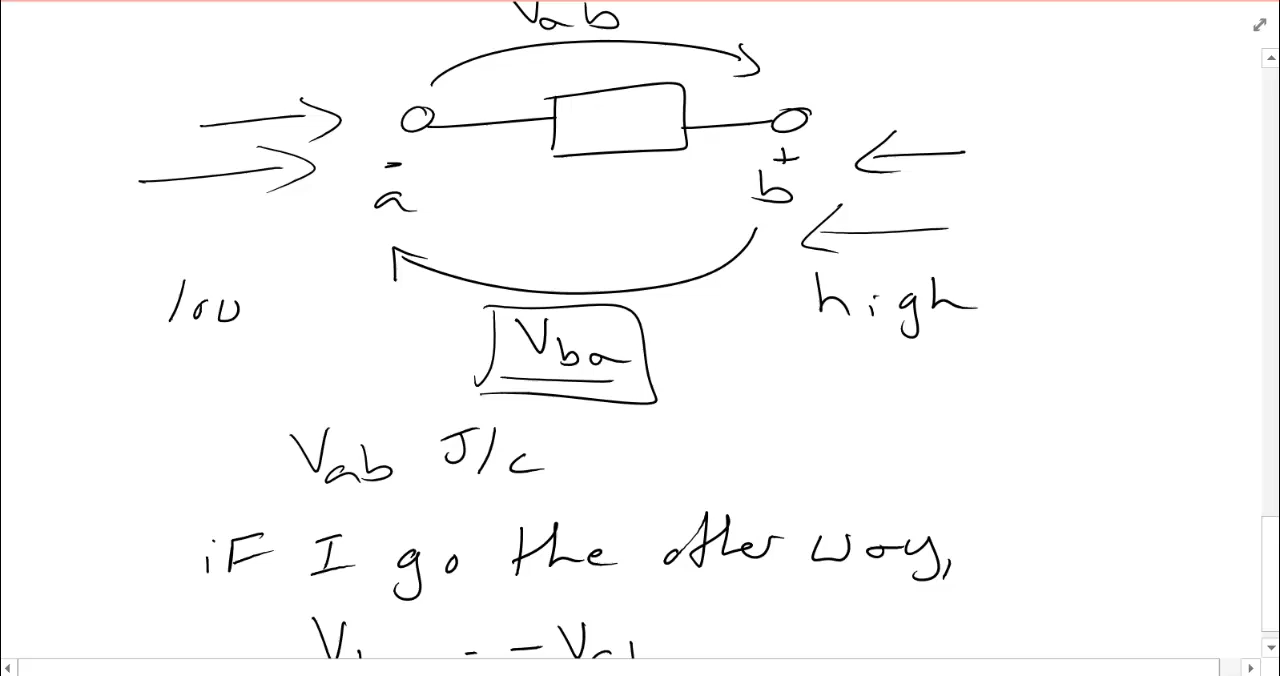 Vab
- +
a b
low high
Vba
Vab J/c
if I go the other way,